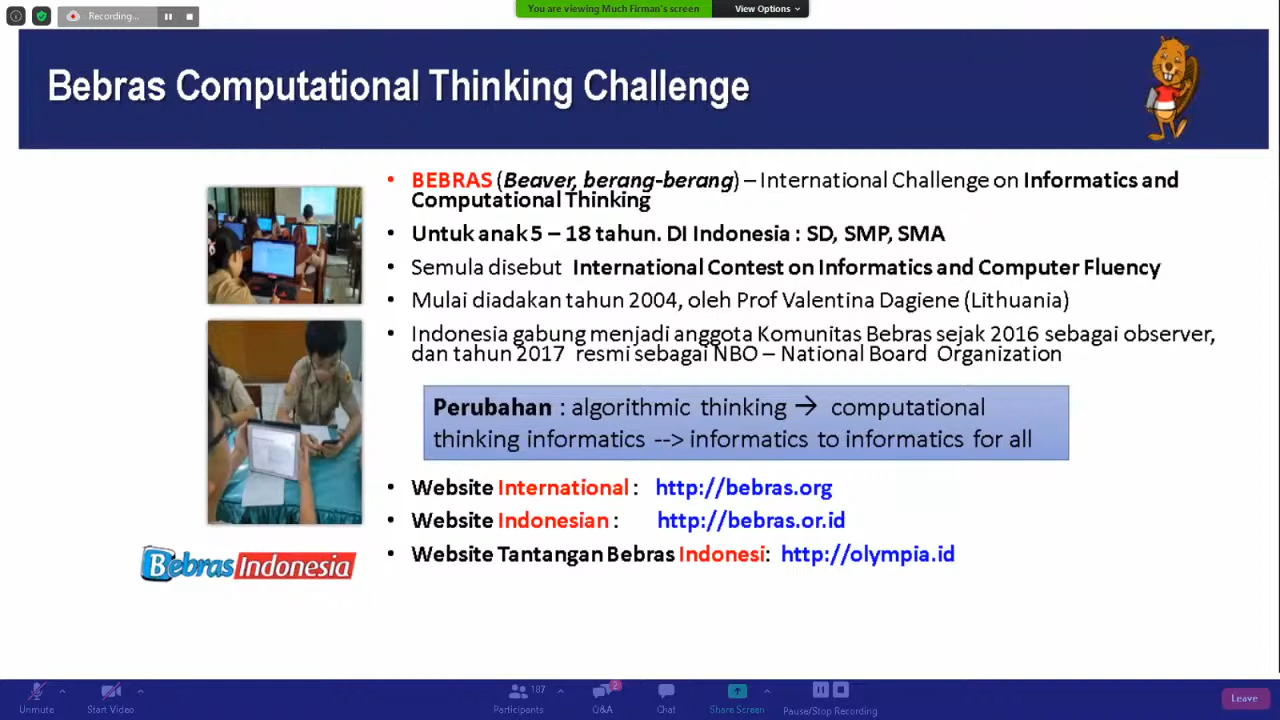 Recording...
You are viewing Much Firman's screen
View Options
Bebras Computational Thinking Challenge
• BEBRAS (Beaver, berang-berang) – International Challenge on Informatics and
Computational Thinking
• Untuk anak 5 – 18 tahun. DI Indonesia : SD, SMP, SMA
• Semula disebut International Contest on Informatics and Computer Fluency
• Mulai diadakan tahun 2004, oleh Prof Valentina Dagiene (Lithuania)
• Indonesia gabung menjadi anggota Komunitas Bebras sejak 2016 sebagai observer,
dan tahun 2017 resmi sebagai NBO – National Board Organization
Perubahan : algorithmic thinking → computational
thinking informatics --> informatics to informatics for all
• Website International : http://bebras.org
• Website Indonesian : http://bebras.or.id
• Website Tantangan Bebras Indonesi: http://olympia.id
Bebras Indonesia
Unmute
Start Video
187
Participants
2
Q&A
Chat
Share Screen
Pause/Stop Recording
Leave